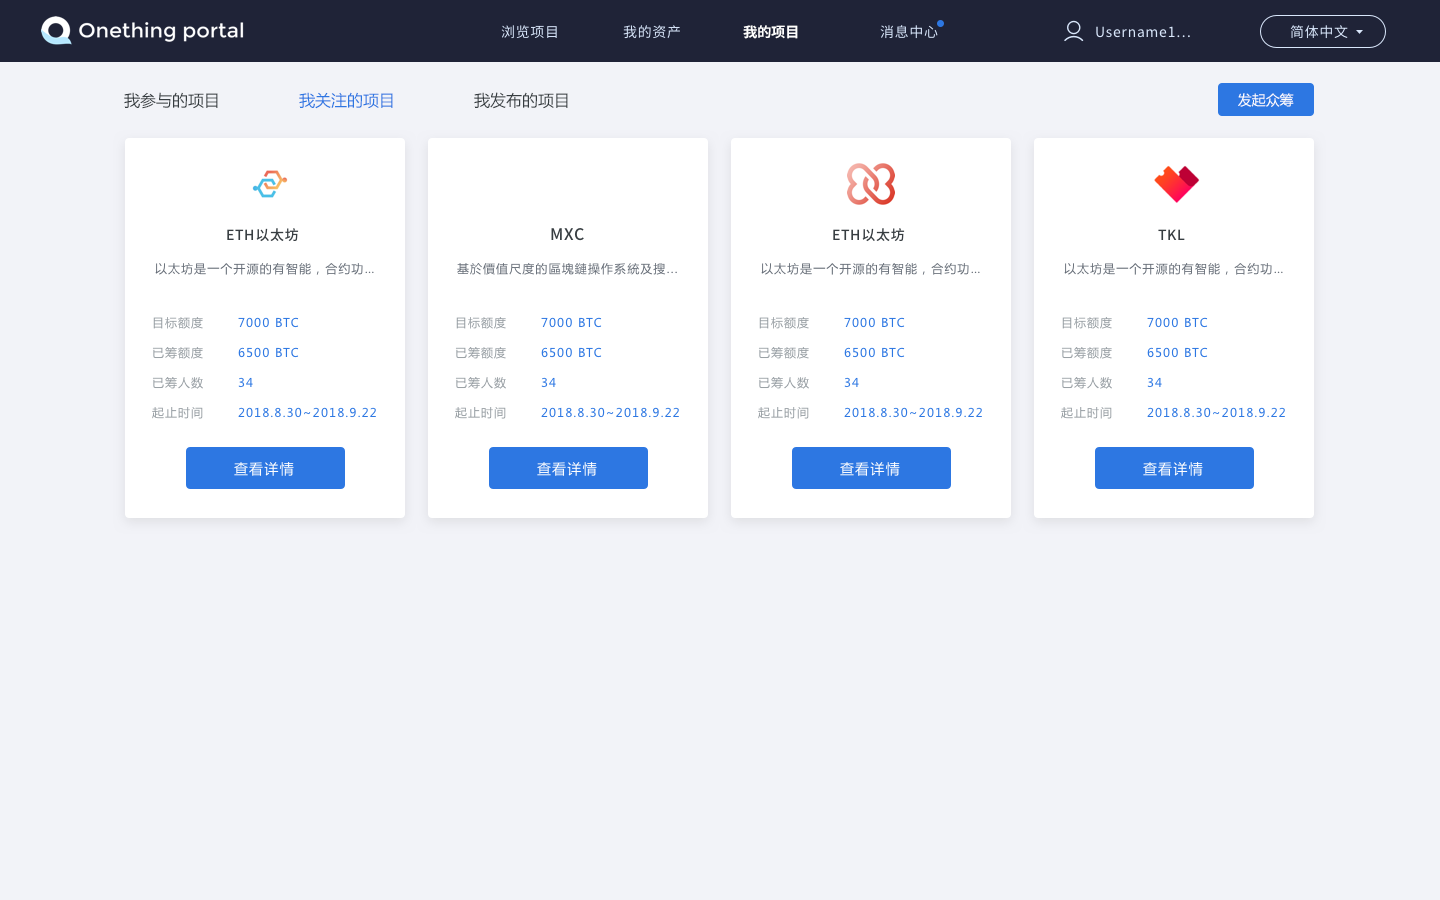 Onething portal
浏览项目 我的资产 我的项目 消息中心 Username1... 简体中文
我参与的项目 我关注的项目 我发布的项目 发起众筹
ETH以太坊
以太坊是一个开源的有智能，合约功...
目标额度 7000 BTC
已筹额度 6500 BTC
已筹人数 34
起止时间 2018.8.30~2018.9.22
查看详情
MXC
基於價值尺度的區塊鏈操作系統及搜...
目标额度 7000 BTC
已筹额度 6500 BTC
已筹人数 34
起止时间 2018.8.30~2018.9.22
查看详情
ETH以太坊
以太坊是一个开源的有智能，合约功...
目标额度 7000 BTC
已筹额度 6500 BTC
已筹人数 34
起止时间 2018.8.30~2018.9.22
查看详情
TKL
以太坊是一个开源的有智能，合约功...
目标额度 7000 BTC
已筹额度 6500 BTC
已筹人数 34
起止时间 2018.8.30~2018.9.22
查看详情